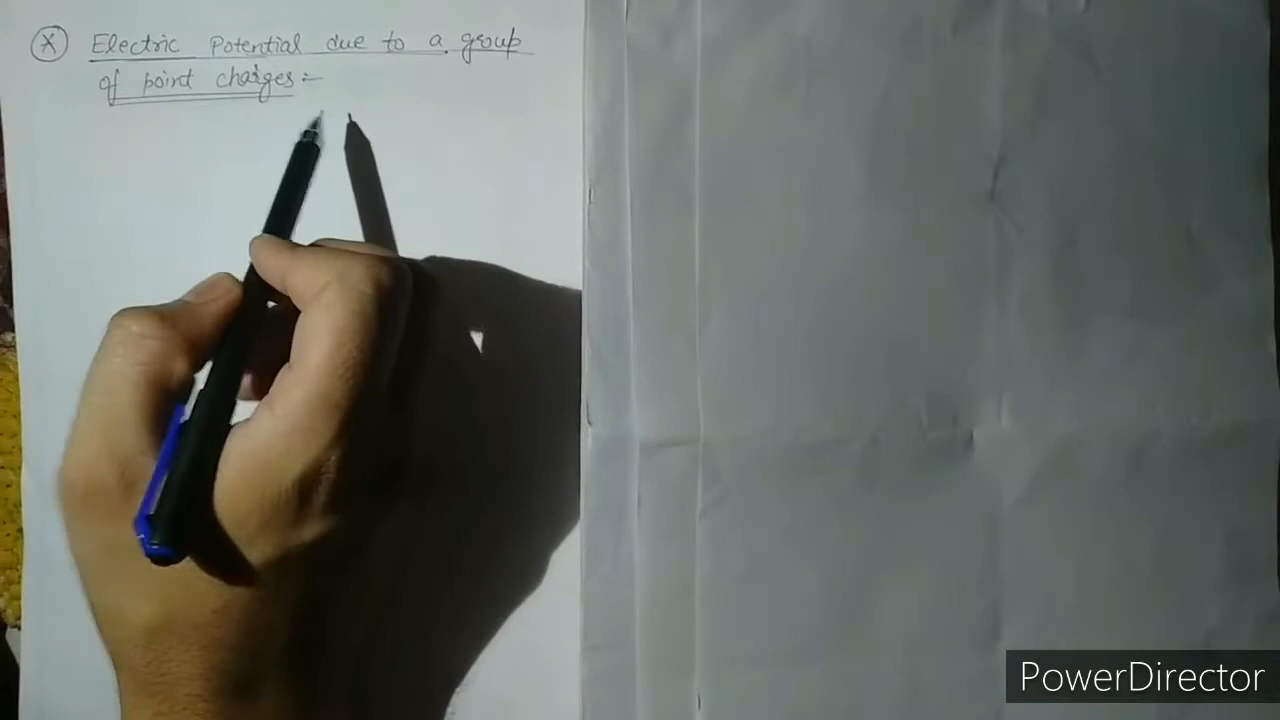 X Electric Potential due to a group
of point charges :-
PowerDirector